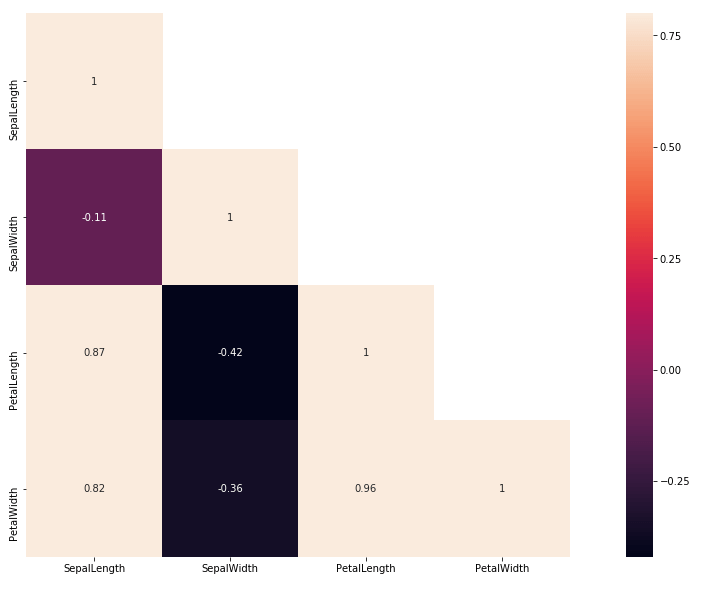 SepalLength
1
SepalWidth
-0.11
1
PetalLength
0.87
-0.42
1
PetalWidth
0.82
-0.36
0.96
1
SepalLength
SepalWidth
PetalLength
PetalWidth
0.75
0.50
0.25
0.00
−0.25